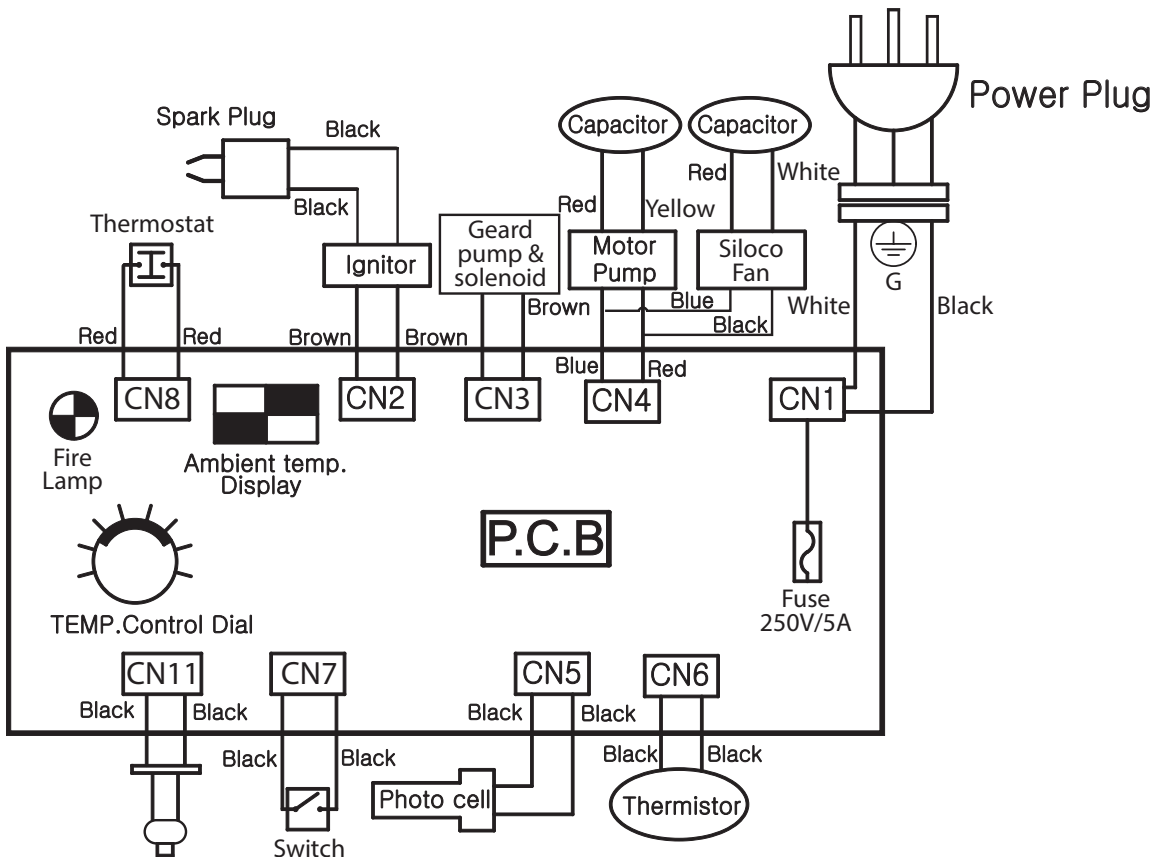 Power Plug
Spark Plug
Black
Black
Capacitor
Capacitor
Red
White
Red
Yellow
Thermostat
Ignitor
Geard
pump &
solenoid
Motor
Pump
Siloco
Fan
G
Brown
Blue
White
Black
Black
Red
Red
Brown
Brown
Blue
Red
CN8
CN2
CN3
CN4
CN1
Fire
Lamp
Ambient temp.
Display
P.C.B
Fuse
250V/5A
TEMP.Control Dial
CN11
CN7
CN5
CN6
Black
Black
Black
Black
Black
Black
Black
Black
Photo cell
Thermistor
Switch